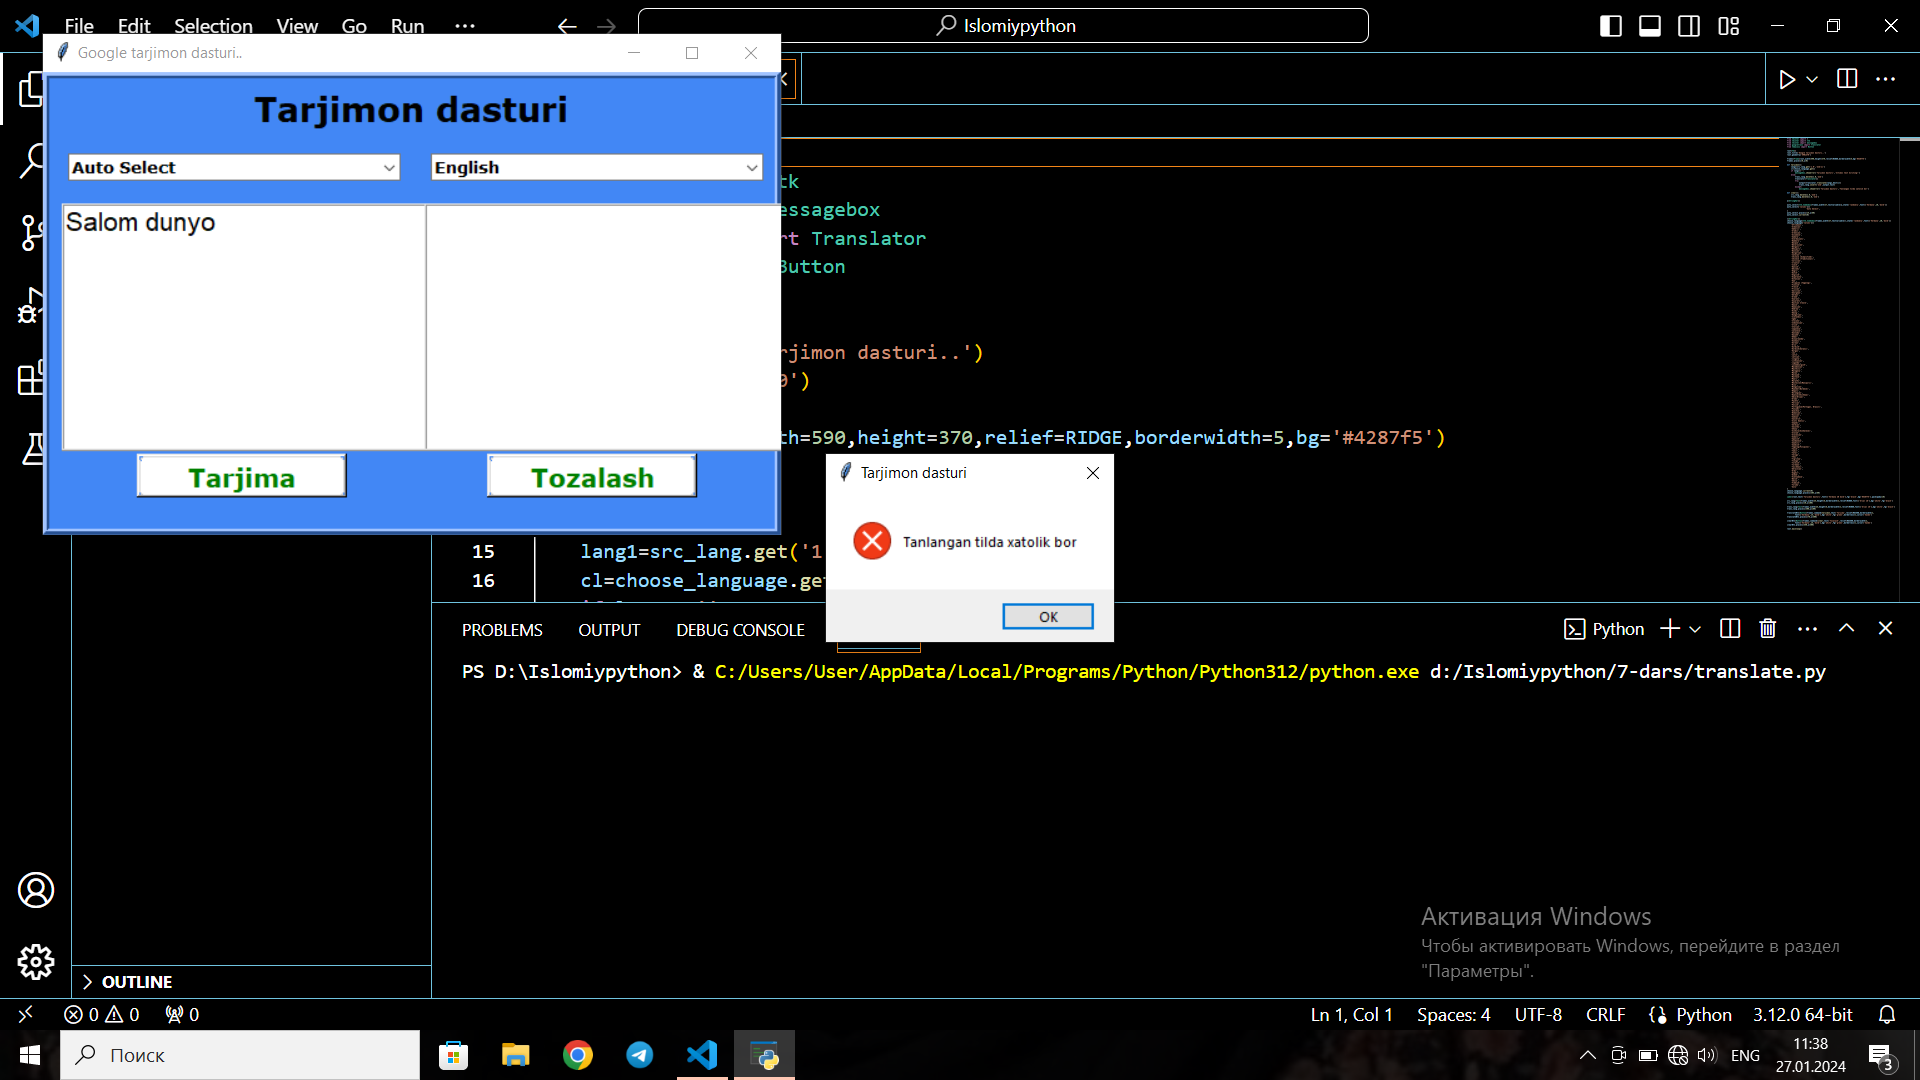 File Edit Selection View Go Run ···
Islomiypython
Google tarjimon dasturi..
Tarjimon dasturi
Auto Select
English
Salom dunyo
Tarjima
Tozalash
tk
essagebox
rt Translator
Button
rjimon dasturi..')
0')
th=590,height=370,relief=RIDGE,borderwidth=5,bg='#4287f5')
15 lang1=src_lang.get('1
16 cl=choose_language.get
Tarjimon dasturi
Tanlangan tilda xatolik bor
OK
PROBLEMS OUTPUT DEBUG CONSOLE
Python
PS D:\Islomiypython> & C:/Users/User/AppData/Local/Programs/Python/Python312/python.exe d:/Islomiypython/7-dars/translate.py
Активация Windows
Чтобы активировать Windows, перейдите в раздел
"Параметры".
OUTLINE
0 0 0
Ln 1, Col 1 Spaces: 4 UTF-8 CRLF Python 3.12.0 64-bit
Поиск
ENG
11:38
27.01.2024
3